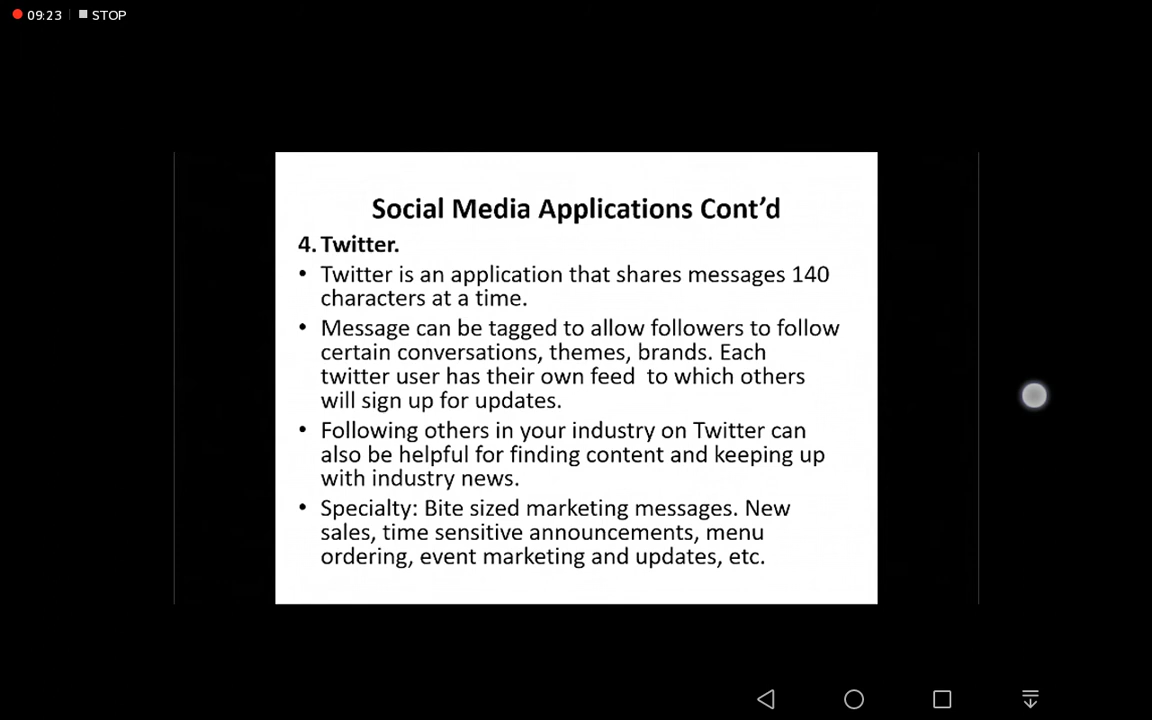 09:23 STOP
Social Media Applications Cont’d
4. Twitter.
• Twitter is an application that shares messages 140
characters at a time.
• Message can be tagged to allow followers to follow
certain conversations, themes, brands. Each
twitter user has their own feed  to which others
will sign up for updates.
• Following others in your industry on Twitter can
also be helpful for finding content and keeping up
with industry news.
• Specialty: Bite sized marketing messages. New
sales, time sensitive announcements, menu
ordering, event marketing and updates, etc.